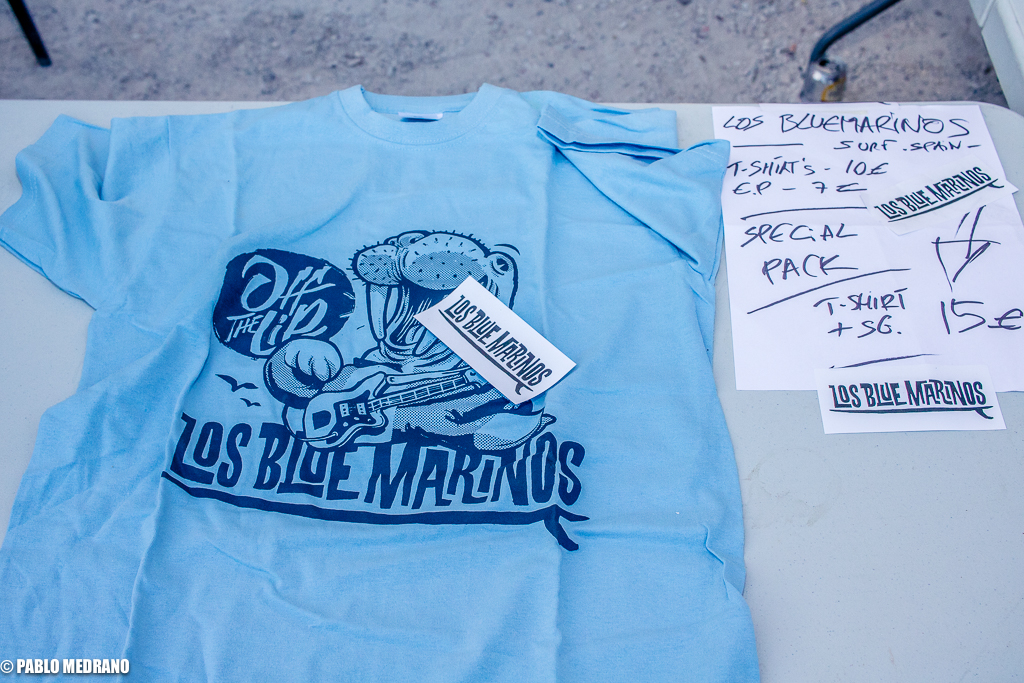 Off
THE
LIP
LOS BLUE MARINOS
LOS BLUE MARINOS
LOS BLUEMARINOS
SURF. SPAIN-
T-SHIRT'S - 10€
E.P - 7€
LOS BLUE MARINOS
SPECIAL
PACK
T-SHIRT
+ SG.
15€
LOS BLUE MARINOS
© PABLO MEDRANO